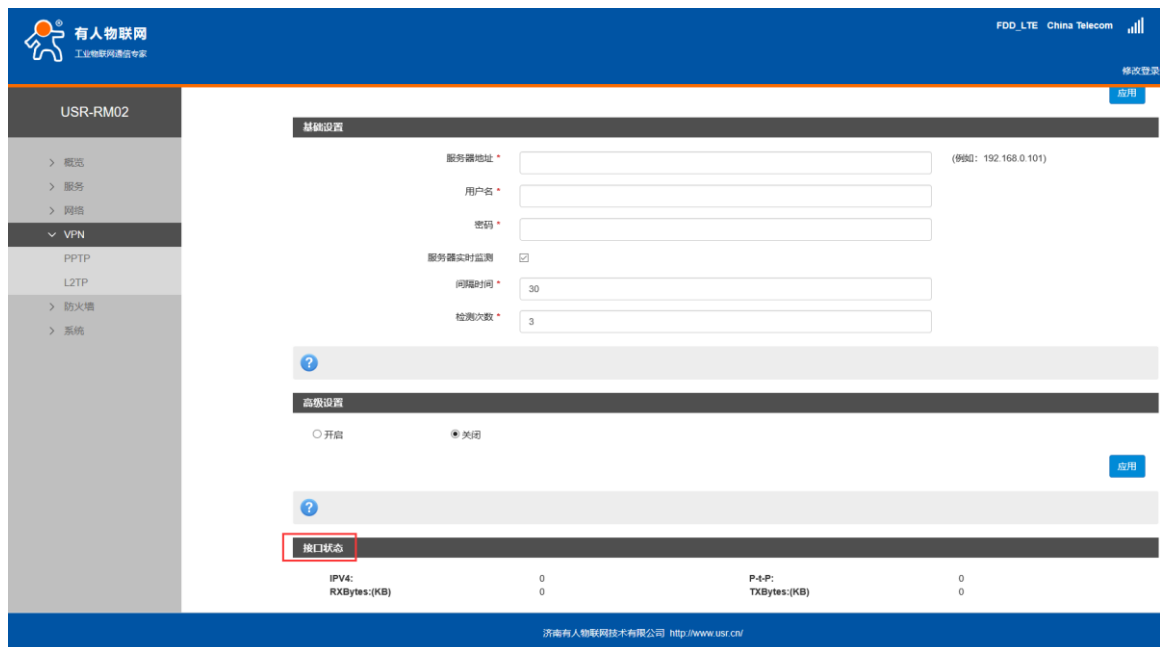 有人物联网
工业物联网通信专家
FDD_LTE China Telecom
修改登录
USR-RM02
概览
服务
网络
VPN
PPTP
L2TP
防火墙
系统
应用
基础设置
服务器地址 * (例如：192.168.0.101)
用户名 *
密码 *
服务器实时监测
间隔时间 * 30
检测次数 * 3
高级设置
开启 关闭
应用
接口状态
IPV4: 0 P-t-P: 0
RXBytes:(KB) 0 TXBytes:(KB) 0
济南有人物联网技术有限公司 http://www.usr.cn/